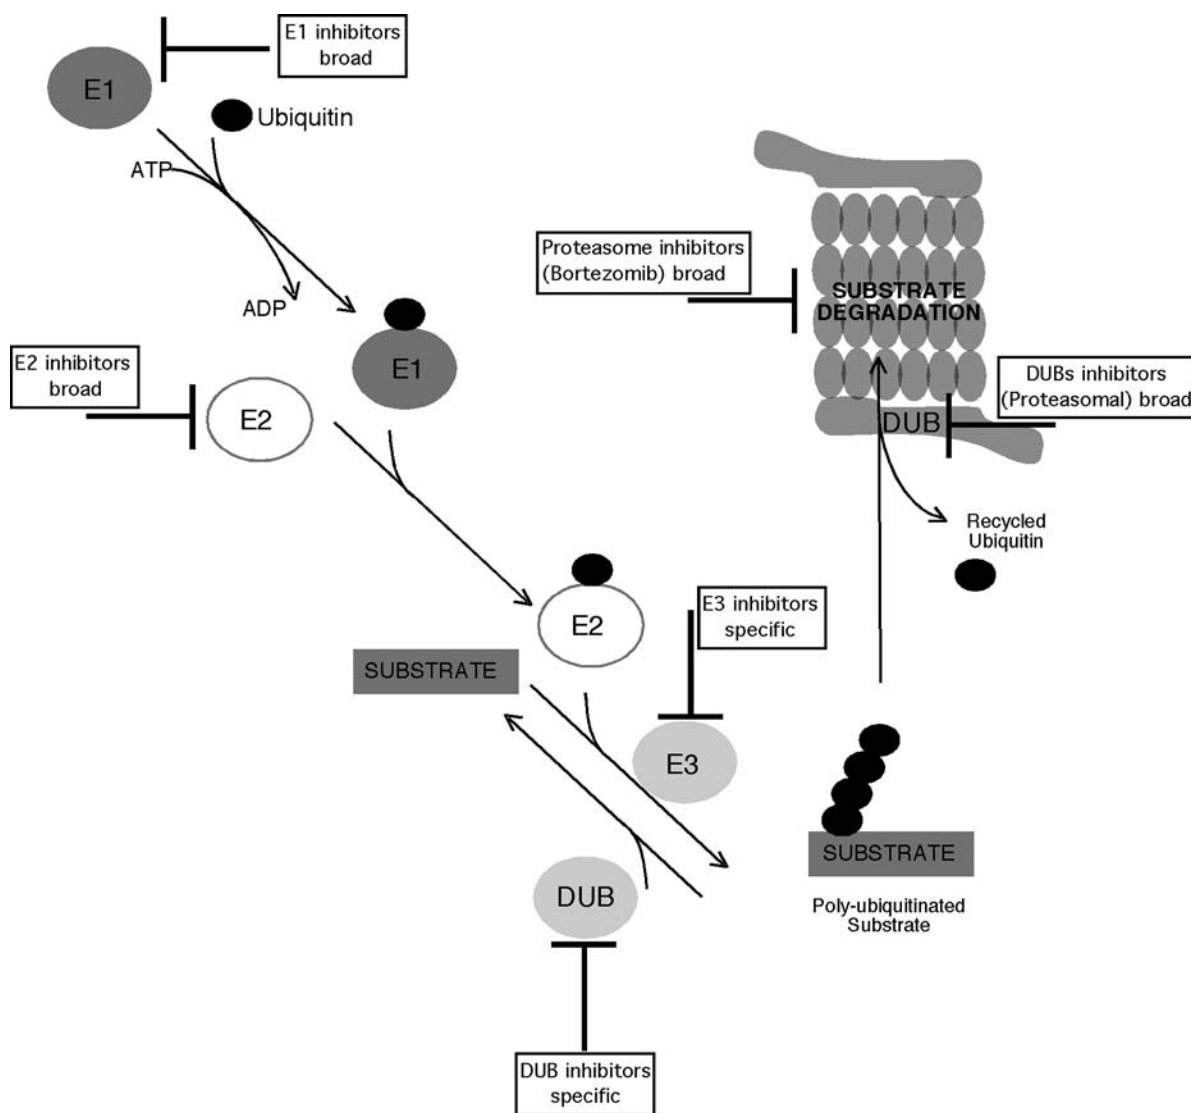 E1 inhibitors
broad
E1
Ubiquitin
ATP
ADP
E1
E2 inhibitors
broad
E2
Proteasome inhibitors
(Bortezomib) broad
SUBSTRATE
DEGRADATION
DUBs inhibitors
(Proteasomal) broad
DUB
Recycled
Ubiquitin
E2
E3 inhibitors
specific
SUBSTRATE
E3
DUB
SUBSTRATE
Poly-ubiquitinated
Substrate
DUB inhibitors
specific